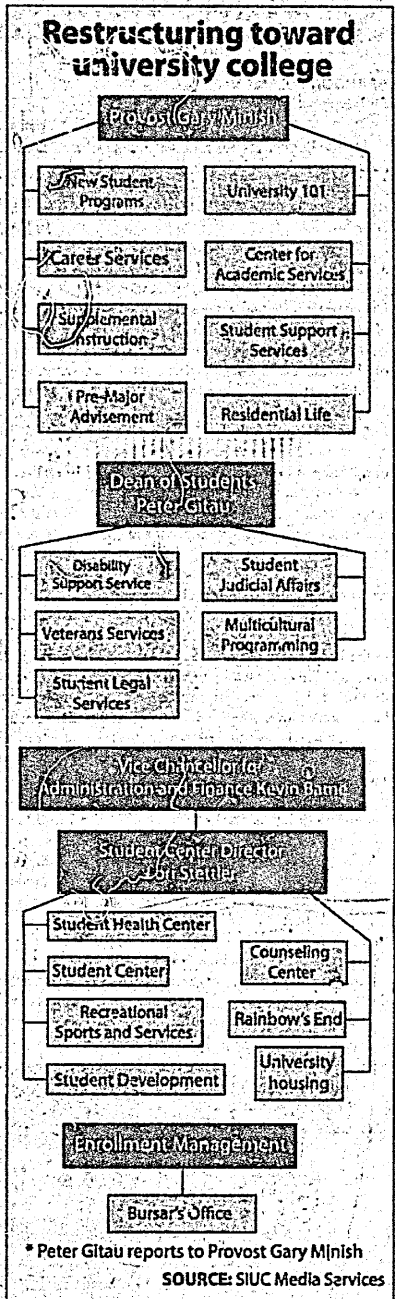 Restructuring toward
university college
Provost Gary Minish
New Student
Programs
University 101
Career Services
Center for
Academic Services
Supplemental
Instruction
Student Support
Services
Pre-Major
Advisement
Residential Life
Dean of Students
Peter Gitau
Disability
Support Service
Student
Judicial Affairs
Veterans Services
Multicultural
Programming
Student Legal
Services
Vice Chancellor for
Administration and Finance Kevin Bame
Student Center Director
Lori Stettler
Student Health Center
Student Center
Recreational
Sports and Services
Student Development
Counseling
Center
Rainbow's End
University
housing
Enrollment Management
Bursar's Office
* Peter Gitau reports to Provost Gary Minish
SOURCE: SIUC Media Services